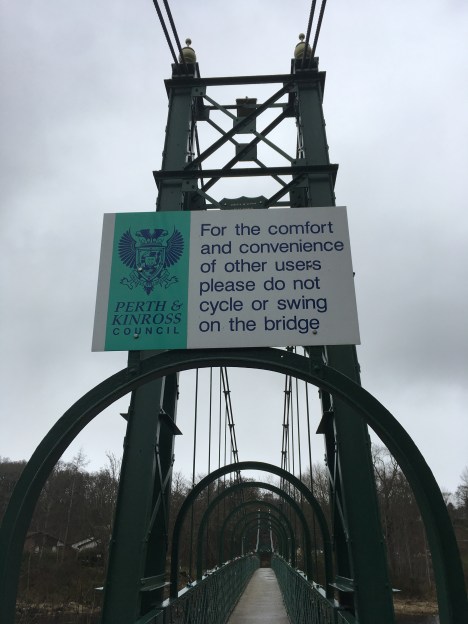 PERTH &
KINROSS
COUNCIL
For the comfort
and convenience
of other users
please do not
cycle or swing
on the bridge